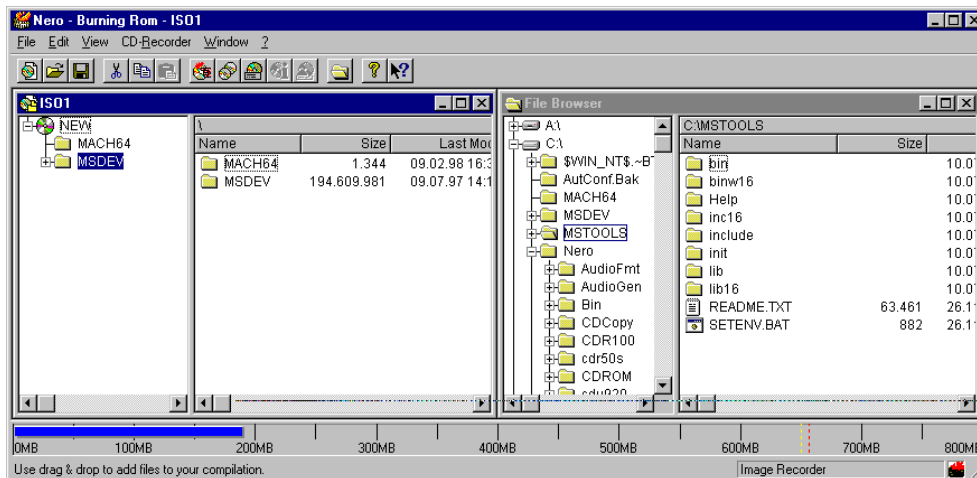 Nero - Burning Rom - ISO1
File Edit View CD-Recorder Window ?
ISO1
NEW
MACH64
MSDEV
\
Name Size Last Mod
MACH64 1.344 09.02.98 16:3
MSDEV 194.609.981 09.07.97 14:1
File Browser
A:\
C:\
$WIN_NT$.~BT
AutConf.Bak
MACH64
MSDEV
MSTOOLS
Nero
AudioFmt
AudioGen
Bin
CDCopy
CDR100
cdr50s
CDROM
cdu920
C:\MSTOOLS
Name Size
bin 10.0
binw16 10.0
Help 10.0
inc16 10.0
include 10.0
init 10.0
lib 10.0
lib16 10.0
README.TXT 63.461 26.1
SETENV.BAT 882 26.1
0MB 100MB 200MB 300MB 400MB 500MB 600MB 700MB 800MB
Use drag & drop to add files to your compilation. Image Recorder